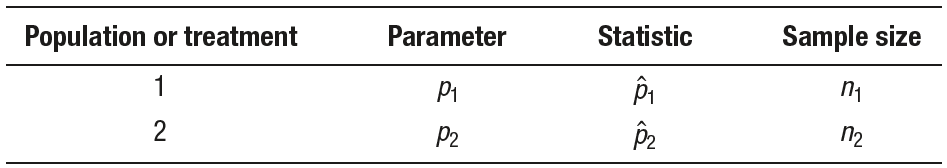 Population or treatment Parameter Statistic Sample size
1 p₁ p̂₁ n₁
2 p₂ p̂₂ n₂